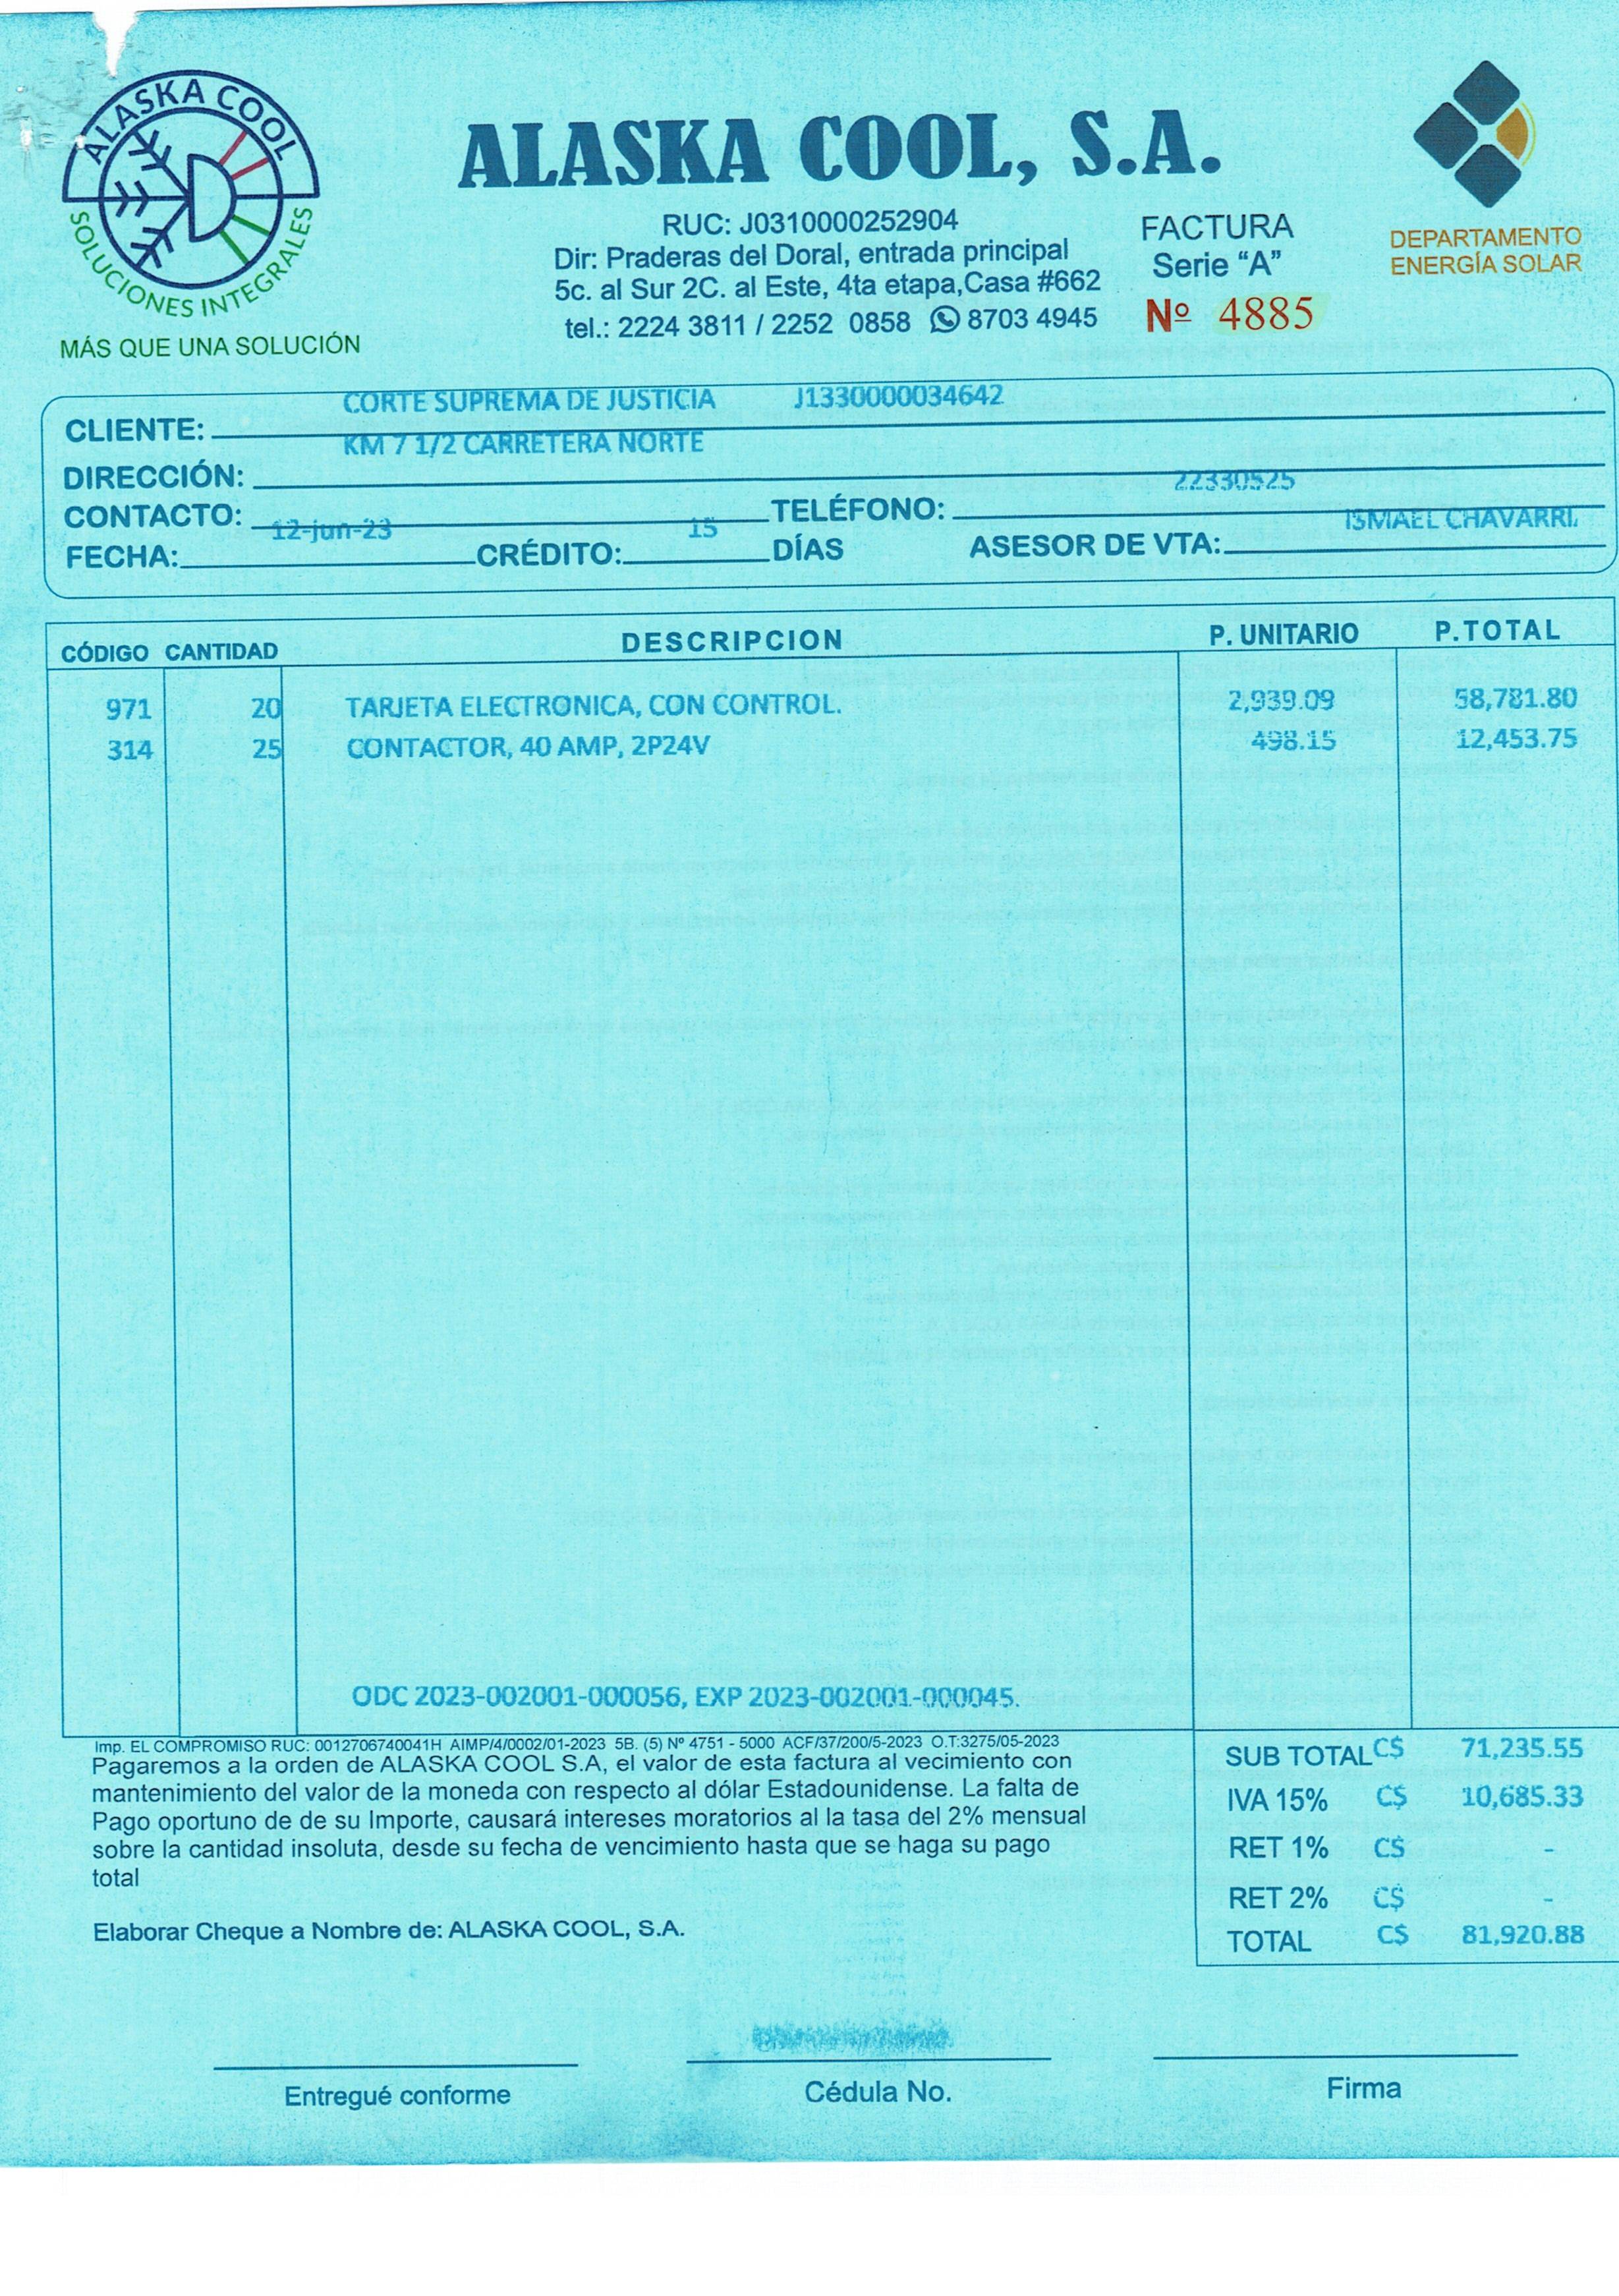 ALASKA COOL
SOLUCIONES INTEGRALES
MÁS QUE UNA SOLUCIÓN
ALASKA COOL, S.A.
RUC: J0310000252904
Dir: Praderas del Doral, entrada principal
5c. al Sur 2C. al Este, 4ta etapa,Casa #662
tel.: 2224 3811 / 2252 0858 8703 4945
FACTURA
Serie “A”
Nº 4885
DEPARTAMENTO
ENERGÍA SOLAR
CLIENTE: CORTE SUPREMA DE JUSTICIA J1330000034642
DIRECCIÓN: KM 7 1/2 CARRETERA NORTE
CONTACTO: TELÉFONO: 22330525
FECHA: 12-jun-23 CRÉDITO: 15 DÍAS ASESOR DE VTA: ISMAEL CHAVARRI
CÓDIGO CANTIDAD DESCRIPCION P. UNITARIO P.TOTAL
971 20 TARJETA ELECTRONICA, CON CONTROL. 2,939.09 58,781.80
314 25 CONTACTOR, 40 AMP, 2P24V 498.15 12,453.75
ODC 2023-002001-000056, EXP 2023-002001-000045.
Imp. EL COMPROMISO RUC: 0012706740041H AIMP/4/0002/01-2023 5B. (5) Nº 4751 - 5000 ACF/37/200/5-2023 O.T:3275/05-2023
Pagaremos a la orden de ALASKA COOL S.A, el valor de esta factura al vecimiento con
mantenimiento del valor de la moneda con respecto al dólar Estadounidense. La falta de
Pago oportuno de de su Importe, causará intereses moratorios al la tasa del 2% mensual
sobre la cantidad insoluta, desde su fecha de vencimiento hasta que se haga su pago
total
Elaborar Cheque a Nombre de: ALASKA COOL, S.A.
SUB TOTAL C$ 71,235.55
IVA 15% C$ 10,685.33
RET 1% C$ -
RET 2% C$ -
TOTAL C$ 81,920.88
Entregué conforme
Cédula No.
Firma